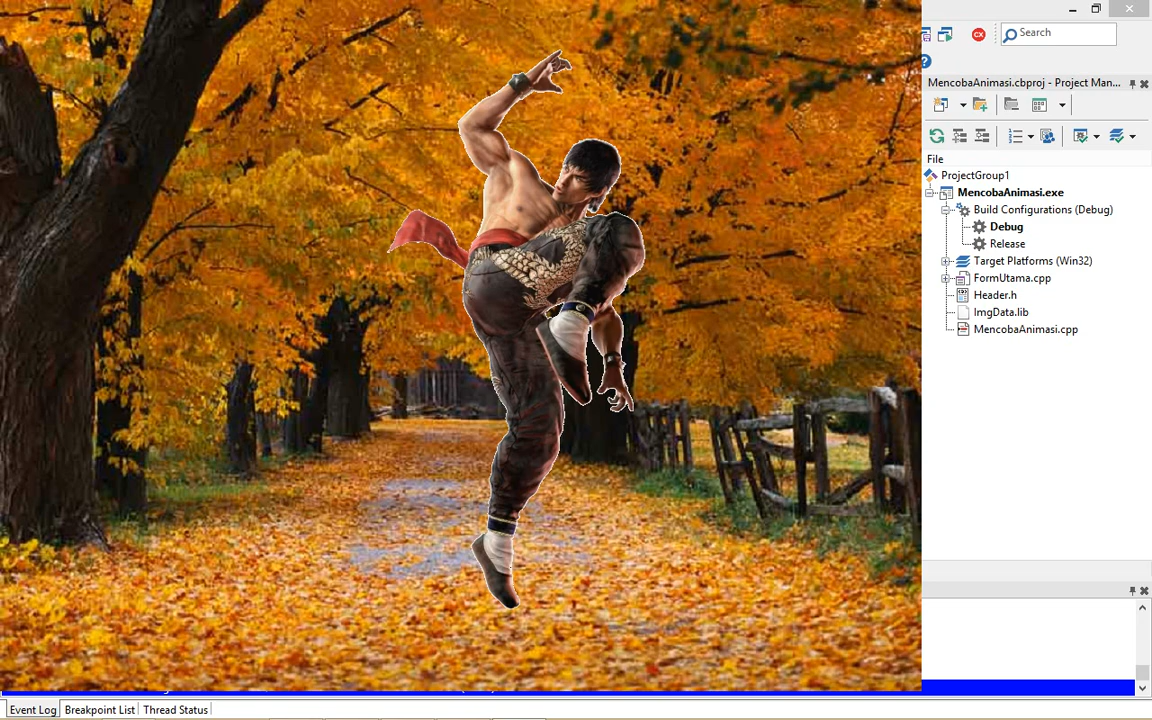 Search
MencobaAnimasi.cbproj - Project Man...
File
ProjectGroup1
MencobaAnimasi.exe
Build Configurations (Debug)
Debug
Release
Target Platforms (Win32)
FormUtama.cpp
Header.h
ImgData.lib
MencobaAnimasi.cpp
Event Log
Breakpoint List
Thread Status